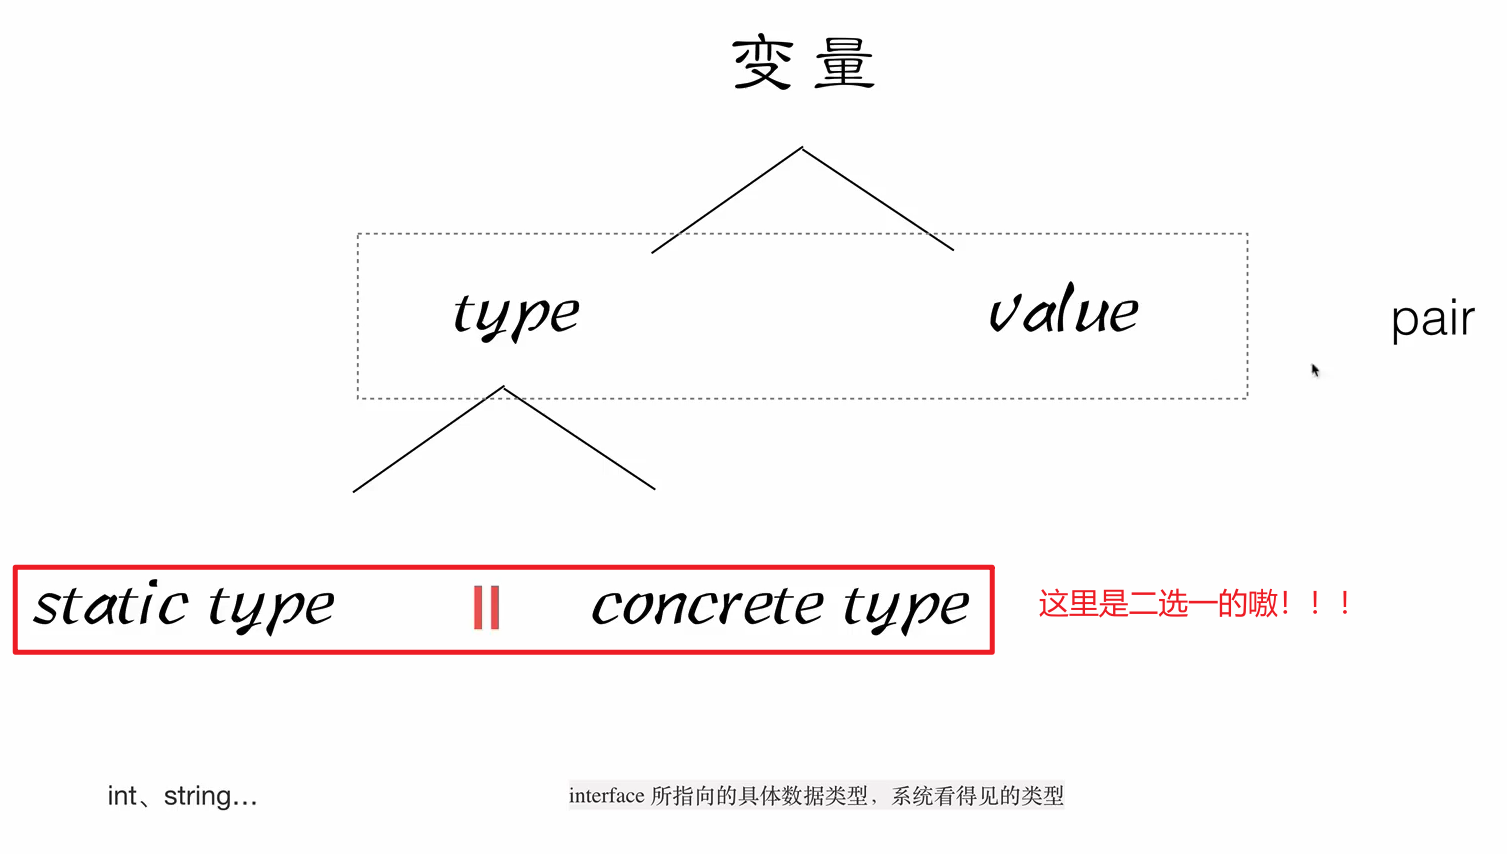 变量
type value pair
static type || concrete type 这里是二选一的嗷！！！
int、string... interface 所指向的具体数据类型，系统看得见的类型